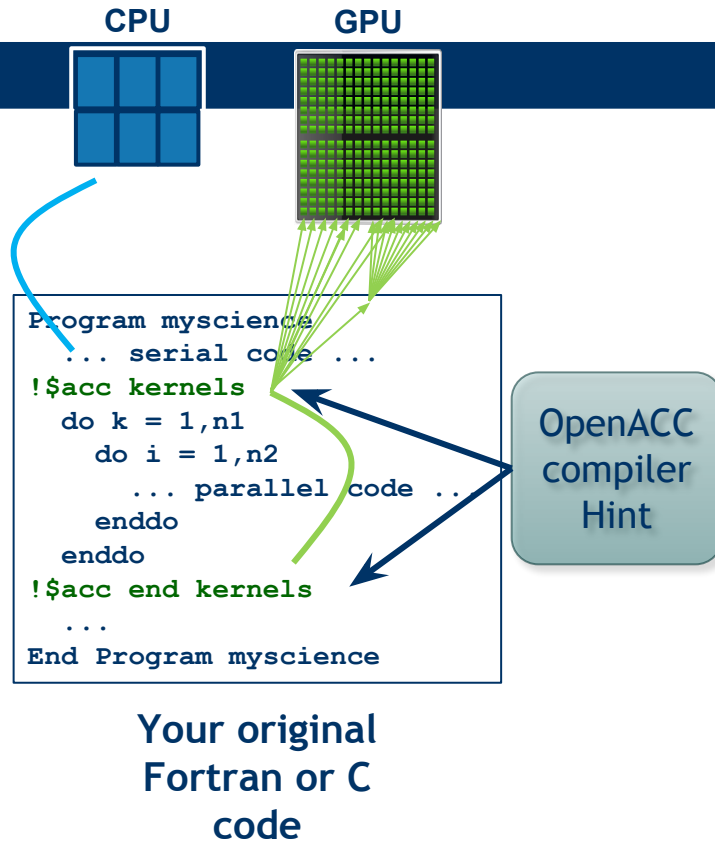 CPU
GPU
Program myscience
... serial code ...
!$acc kernels
do k = 1,n1
do i = 1,n2
... parallel code ...
enddo
enddo
!$acc end kernels
...
End Program myscience
OpenACC
compiler
Hint
Your original
Fortran or C
code